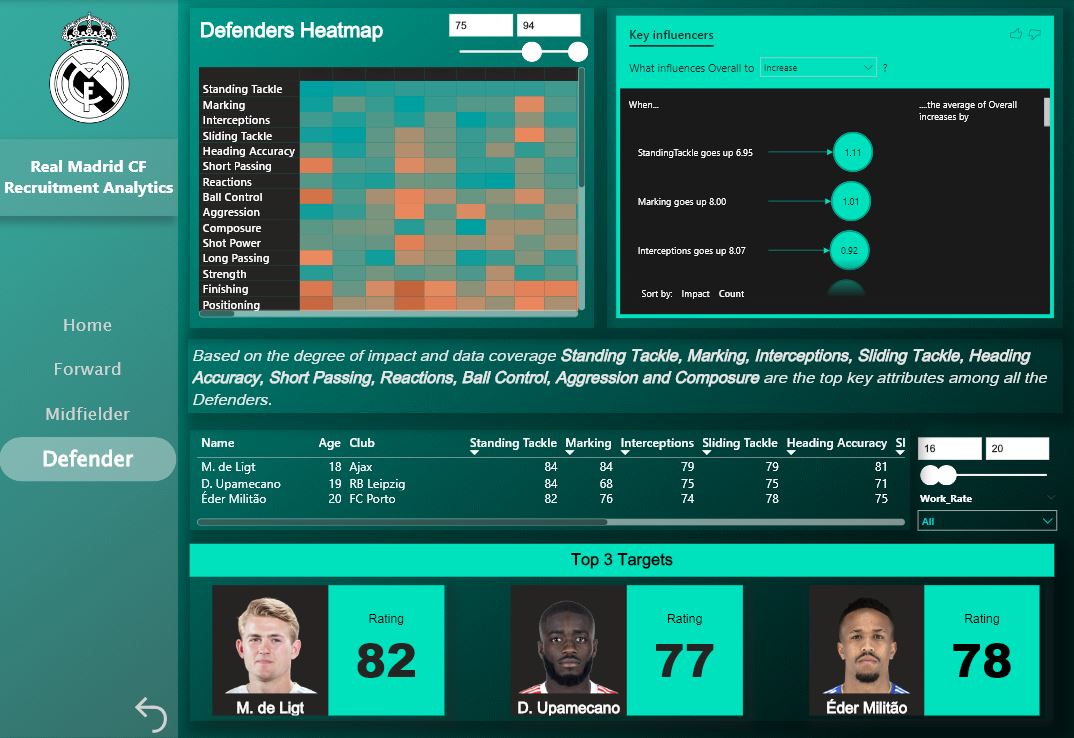 Real Madrid CF
Recruitment Analytics
Home
Forward
Midfielder
Defender
Defenders Heatmap
75
94
Standing Tackle
Marking
Interceptions
Sliding Tackle
Heading Accuracy
Short Passing
Reactions
Ball Control
Aggression
Composure
Shot Power
Long Passing
Strength
Finishing
Positioning
Key influencers
What influences Overall to Increase ?
When...
....the average of Overall
increases by
StandingTackle goes up 6.95 1.11
Marking goes up 8.00 1.01
Interceptions goes up 8.07 0.92
Sort by: Impact Count
Based on the degree of impact and data coverage Standing Tackle, Marking, Interceptions, Sliding Tackle, Heading
Accuracy, Short Passing, Reactions, Ball Control, Aggression and Composure are the top key attributes among all the
Defenders.
Name Age Club Standing Tackle Marking Interceptions Sliding Tackle Heading Accuracy Sl
M. de Ligt 18 Ajax 84 84 79 79 81
D. Upamecano 19 RB Leipzig 84 68 75 75 71
Éder Militão 20 FC Porto 82 76 74 78 75
16
20
Work_Rate
All
Top 3 Targets
Rating
82
M. de Ligt
Rating
77
D. Upamecano
Rating
78
Éder Militão